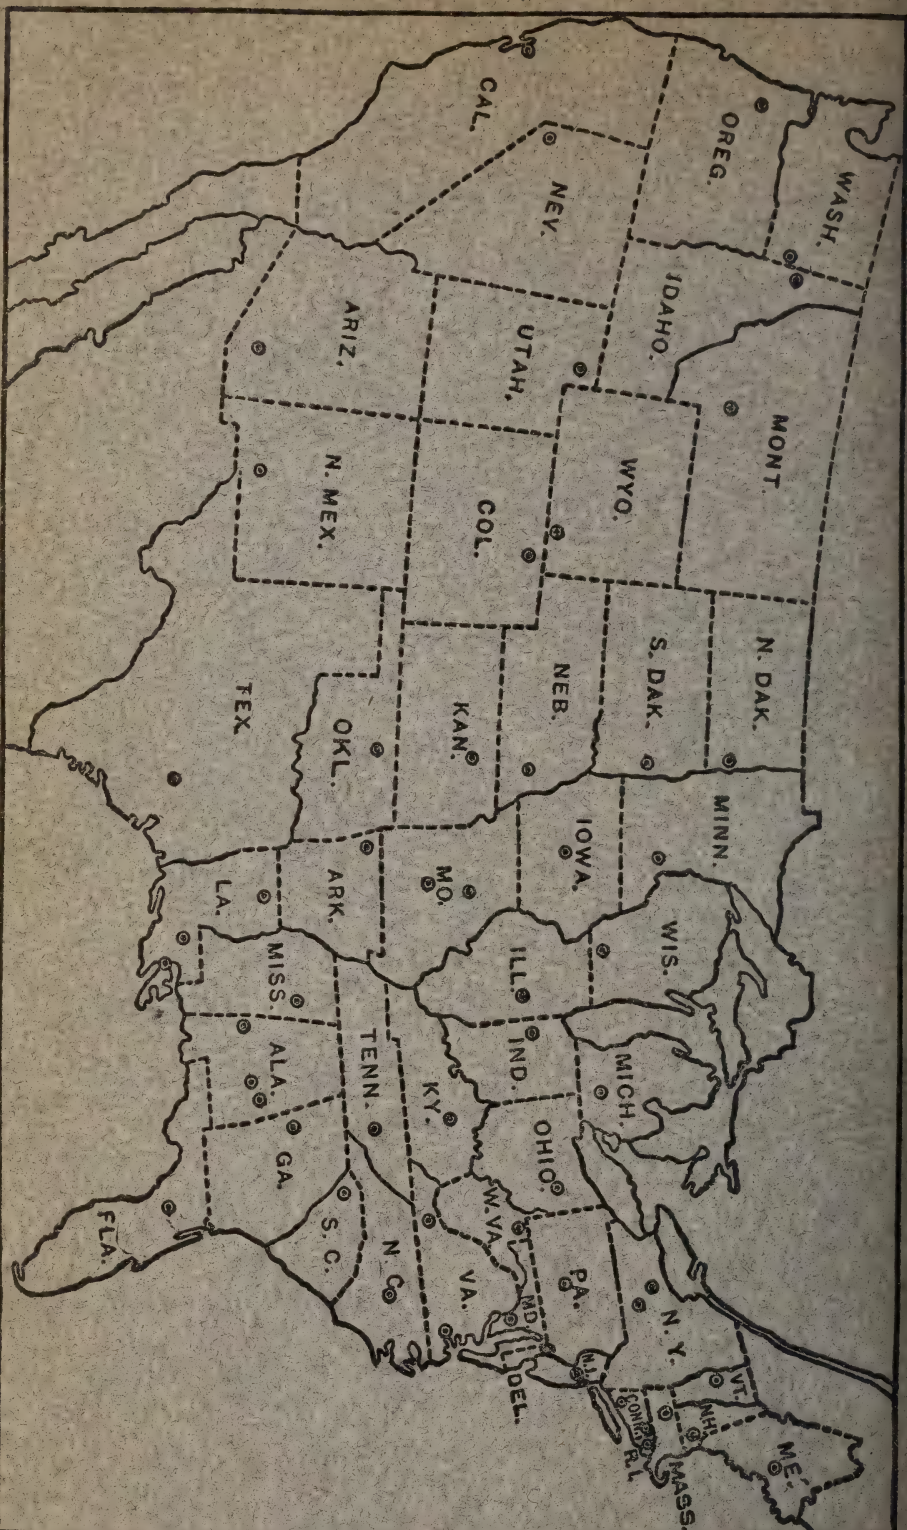 WASH.
OREG.
CAL.
NEV.
IDAHO.
MONT.
WYO.
UTAH,
ARIZ,
COL.
N. MEX.
N. DAK.
S. DAK.
NEB.
KAN.
OKL.
TEX.
MINN.
IOWA.
MO.
ARK.
LA.
WIS.
ILL.
MICH.
IND.
OHIO.
KY.
TENN.
MISS.
ALA.
GA.
FLA.
S. C.
N. C.
VA.
W. VA.
MD.
DEL.
PA.
N. J.
N. Y.
CONN.
R. I.
MASS.
VT.
N. H.
ME.